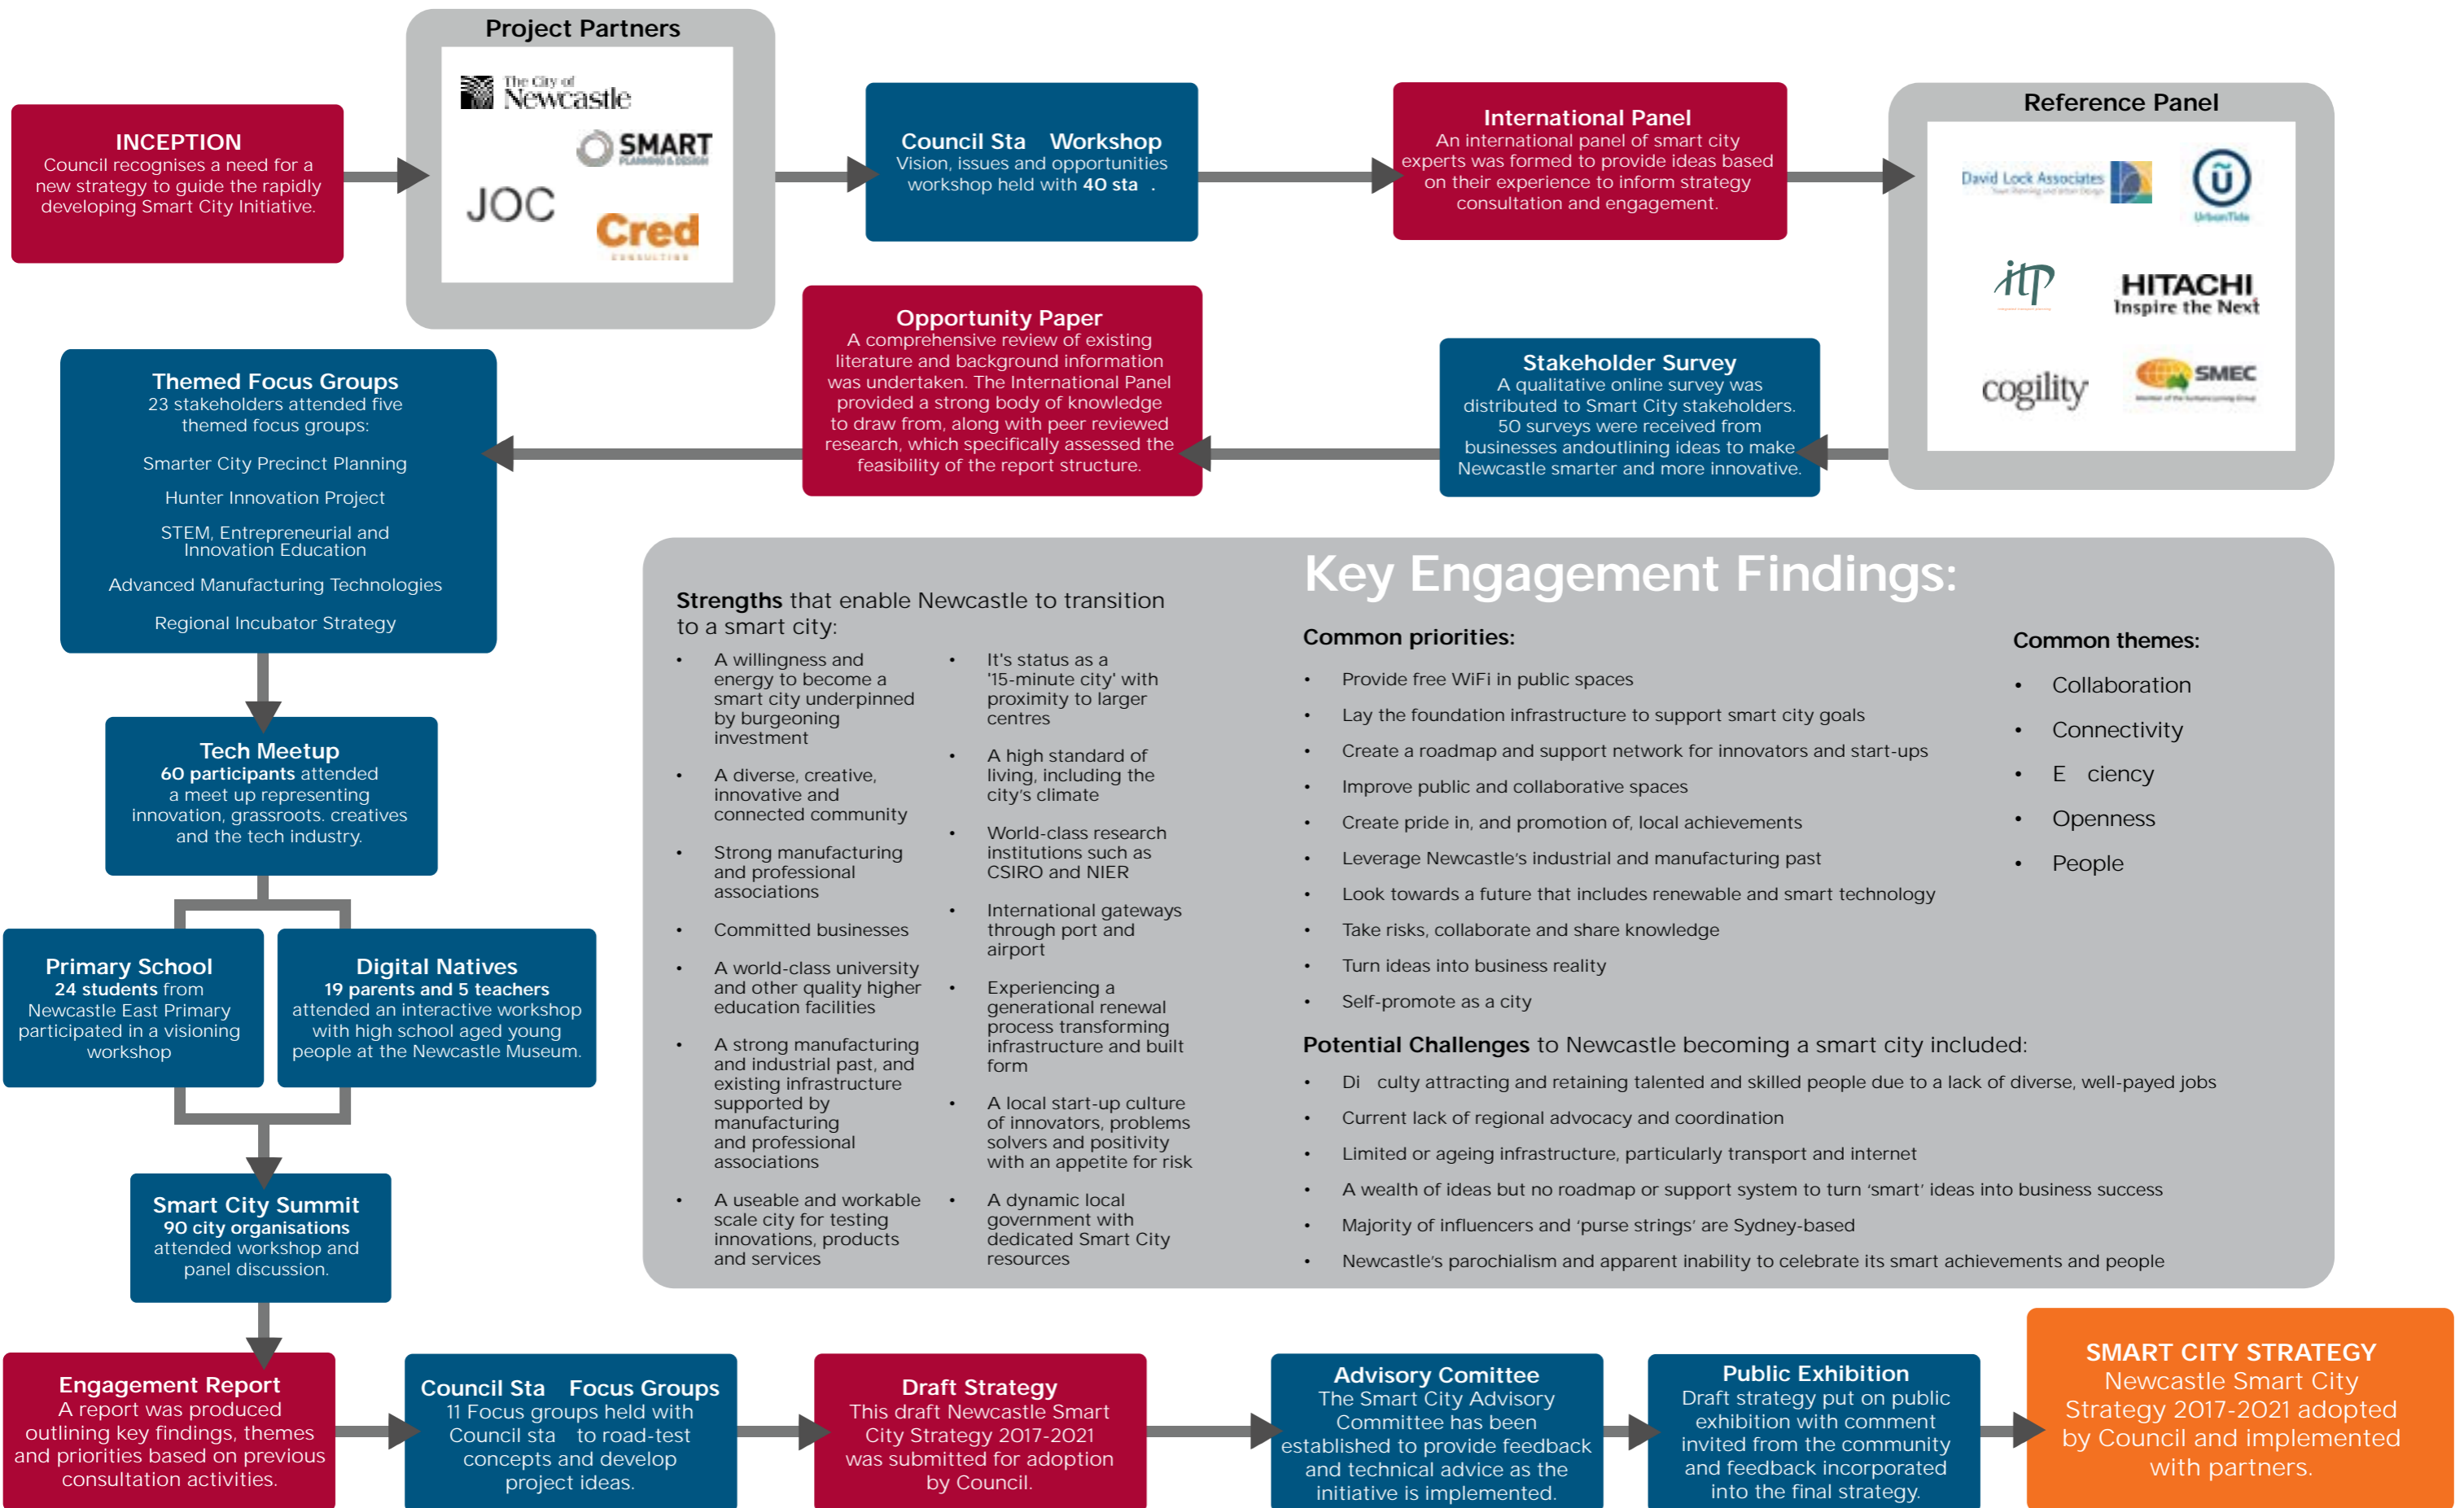 Project Partners
The City of
Newcastle
SMART
PLANNING & DESIGN
JOC
Cred
CONSULTING
INCEPTION
Council recognises a need for a
new strategy to guide the rapidly
developing Smart City Initiative.
Council Sta Workshop
Vision, issues and opportunities
workshop held with 40 sta .
International Panel
An international panel of smart city
experts was formed to provide ideas based
on their experience to inform strategy
consultation and engagement.
Reference Panel
David Lock Associates
Town Planning and Urban Design
UrbanTide
itp
HITACHI
Inspire the Next
cogility
SMEC
Member of the Surbana Jurong Group
Stakeholder Survey
A qualitative online survey was
distributed to Smart City stakeholders.
50 surveys were received from
businesses andoutlining ideas to make
Newcastle smarter and more innovative.
Opportunity Paper
A comprehensive review of existing
literature and background information
was undertaken. The International Panel
provided a strong body of knowledge
to draw from, along with peer reviewed
research, which specifically assessed the
feasibility of the report structure.
Themed Focus Groups
23 stakeholders attended five
themed focus groups:
Smarter City Precinct Planning
Hunter Innovation Project
STEM, Entrepreneurial and
Innovation Education
Advanced Manufacturing Technologies
Regional Incubator Strategy
Tech Meetup
60 participants attended
a meet up representing
innovation, grassroots. creatives
and the tech industry.
Primary School
24 students from
Newcastle East Primary
participated in a visioning
workshop
Digital Natives
19 parents and 5 teachers
attended an interactive workshop
with high school aged young
people at the Newcastle Museum.
Smart City Summit
90 city organisations
attended workshop and
panel discussion.
Key Engagement Findings:
Strengths that enable Newcastle to transition
to a smart city:
• A willingness and
energy to become a
smart city underpinned
by burgeoning
investment
• A diverse, creative,
innovative and
connected community
• Strong manufacturing
and professional
associations
• Committed businesses
• A world-class university
and other quality higher
education facilities
• A strong manufacturing
and industrial past, and
existing infrastructure
supported by
manufacturing
and professional
associations
• A useable and workable
scale city for testing
innovations, products
and services
• It's status as a
'15-minute city' with
proximity to larger
centres
• A high standard of
living, including the
city's climate
• World-class research
institutions such as
CSIRO and NIER
• International gateways
through port and
airport
• Experiencing a
generational renewal
process transforming
infrastructure and built
form
• A local start-up culture
of innovators, problems
solvers and positivity
with an appetite for risk
• A dynamic local
government with
dedicated Smart City
resources
Common priorities:
• Provide free WiFi in public spaces
• Lay the foundation infrastructure to support smart city goals
• Create a roadmap and support network for innovators and start-ups
• Improve public and collaborative spaces
• Create pride in, and promotion of, local achievements
• Leverage Newcastle's industrial and manufacturing past
• Look towards a future that includes renewable and smart technology
• Take risks, collaborate and share knowledge
• Turn ideas into business reality
• Self-promote as a city
Common themes:
• Collaboration
• Connectivity
• E ciency
• Openness
• People
Potential Challenges to Newcastle becoming a smart city included:
• Di culty attracting and retaining talented and skilled people due to a lack of diverse, well-payed jobs
• Current lack of regional advocacy and coordination
• Limited or ageing infrastructure, particularly transport and internet
• A wealth of ideas but no roadmap or support system to turn 'smart' ideas into business success
• Majority of influencers and 'purse strings' are Sydney-based
• Newcastle's parochialism and apparent inability to celebrate its smart achievements and people
Engagement Report
A report was produced
outlining key findings, themes
and priorities based on previous
consultation activities.
Council Sta Focus Groups
11 Focus groups held with
Council sta to road-test
concepts and develop
project ideas.
Draft Strategy
This draft Newcastle Smart
City Strategy 2017-2021
was submitted for adoption
by Council.
Advisory Comittee
The Smart City Advisory
Committee has been
established to provide feedback
and technical advice as the
initiative is implemented.
Public Exhibition
Draft strategy put on public
exhibition with comment
invited from the community
and feedback incorporated
into the final strategy.
SMART CITY STRATEGY
Newcastle Smart City
Strategy 2017-2021 adopted
by Council and implemented
with partners.